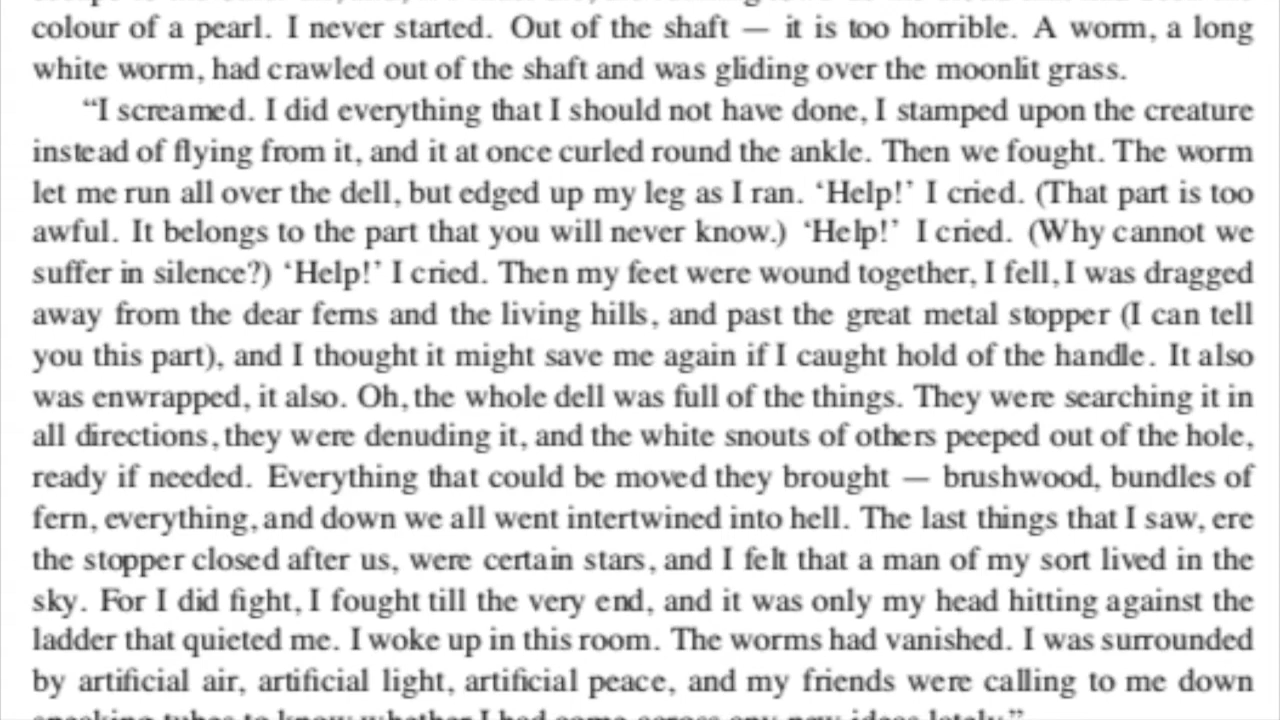 colour of a pearl. I never started. Out of the shaft — it is too horrible. A worm, a long
white worm, had crawled out of the shaft and was gliding over the moonlit grass.
“I screamed. I did everything that I should not have done, I stamped upon the creature
instead of flying from it, and it at once curled round the ankle. Then we fought. The worm
let me run all over the dell, but edged up my leg as I ran. ‘Help!’ I cried. (That part is too
awful. It belongs to the part that you will never know.) ‘Help!’ I cried. (Why cannot we
suffer in silence?) ‘Help!’ I cried. Then my feet were wound together, I fell, I was dragged
away from the dear ferns and the living hills, and past the great metal stopper (I can tell
you this part), and I thought it might save me again if I caught hold of the handle. It also
was enwrapped, it also. Oh, the whole dell was full of the things. They were searching it in
all directions, they were denuding it, and the white snouts of others peeped out of the hole,
ready if needed. Everything that could be moved they brought — brushwood, bundles of
fern, everything, and down we all went intertwined into hell. The last things that I saw, ere
the stopper closed after us, were certain stars, and I felt that a man of my sort lived in the
sky. For I did fight, I fought till the very end, and it was only my head hitting against the
ladder that quieted me. I woke up in this room. The worms had vanished. I was surrounded
by artificial air, artificial light, artificial peace, and my friends were calling to me down
speaking-tubes to know whether I had come across any new ideas lately.”